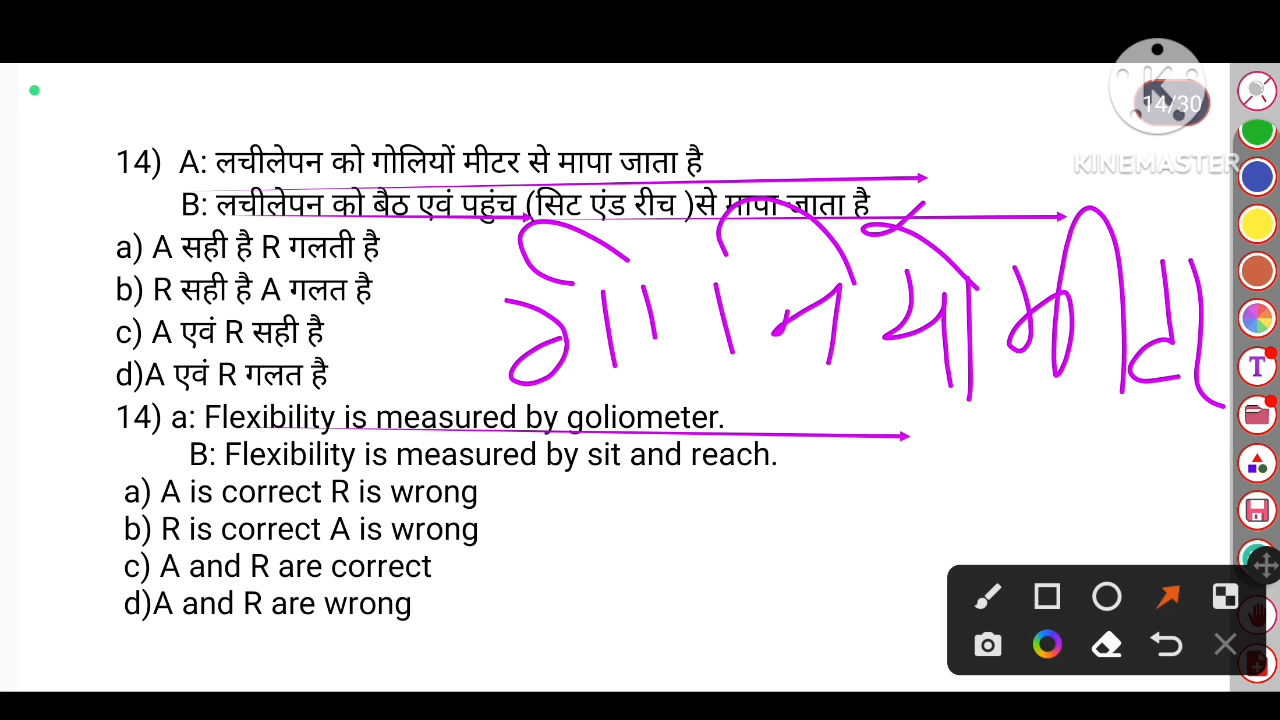 14/30
KINEMASTER
14) A: लचीलेपन को गोलियों मीटर से मापा जाता है
B: लचीलेपन को बैठ एवं पहुंच (सिट एंड रीच )से मापा जाता है
a) A सही है R गलती है
b) R सही है A गलत है
c) A एवं R सही है
d)A एवं R गलत है
गोनियोमीटर
14) a: Flexibility is measured by goliometer.
B: Flexibility is measured by sit and reach.
a) A is correct R is wrong
b) R is correct A is wrong
c) A and R are correct
d)A and R are wrong
T